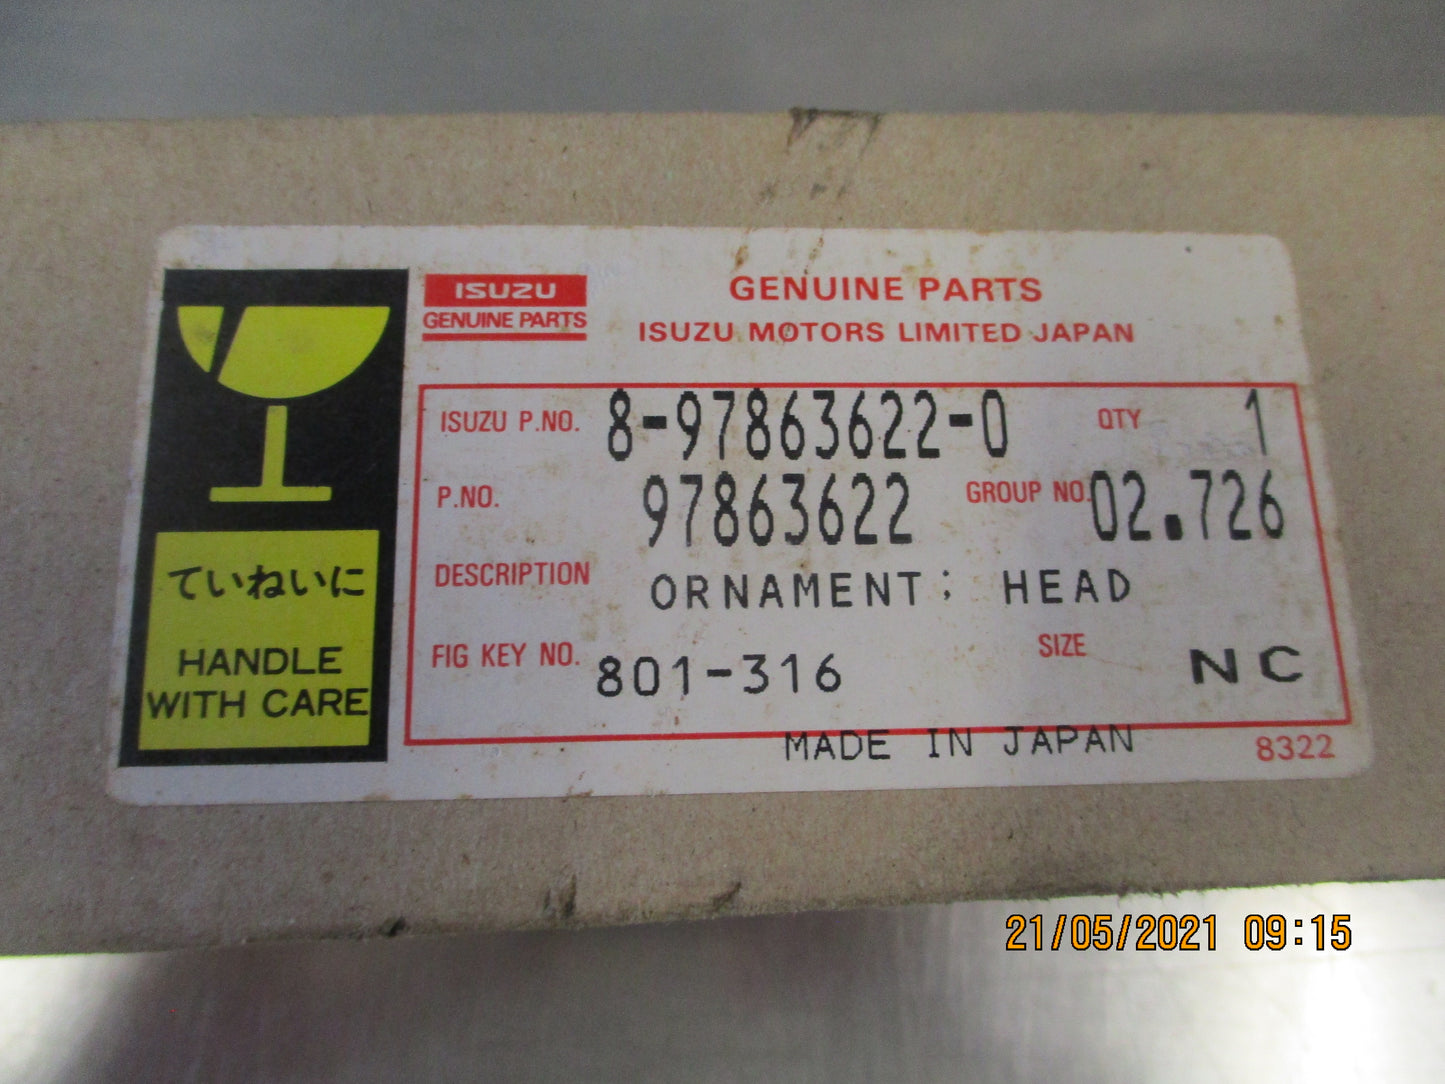 ISUZU
GENUINE PARTS
GENUINE PARTS
ISUZU MOTORS LIMITED JAPAN
ISUZU P.NO. 8-97863622-0 QTY 1
P.NO. 97863622 GROUP NO. 02.726
DESCRIPTION ORNAMENT; HEAD
FIG KEY NO. 801-316 SIZE NC
MADE IN JAPAN 8322
ていねいに
HANDLE
WITH CARE
21/05/2021 09:15